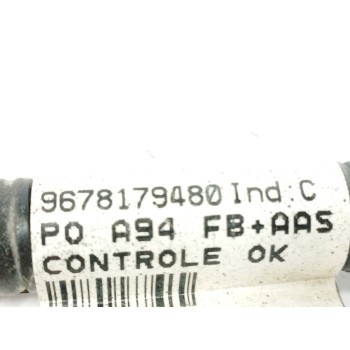 9678179480 Ind:C
PO A94 FB+AAS
CONTROLE OK